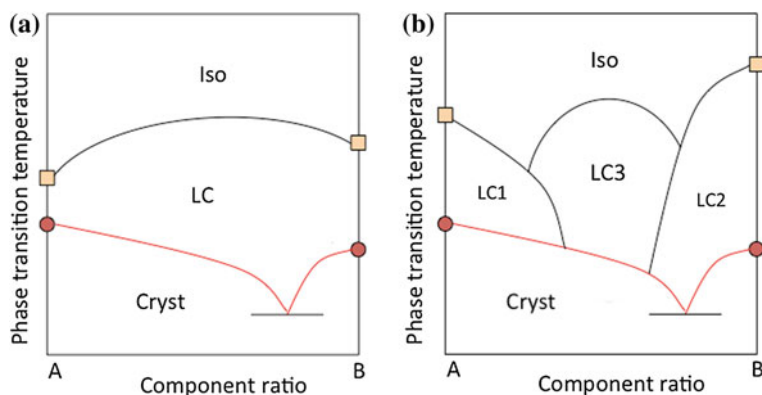 (a)
Phase transition temperature
Iso
LC
Cryst
A
B
Component ratio
(b)
Phase transition temperature
Iso
LC1
LC3
LC2
Cryst
A
B
Component ratio